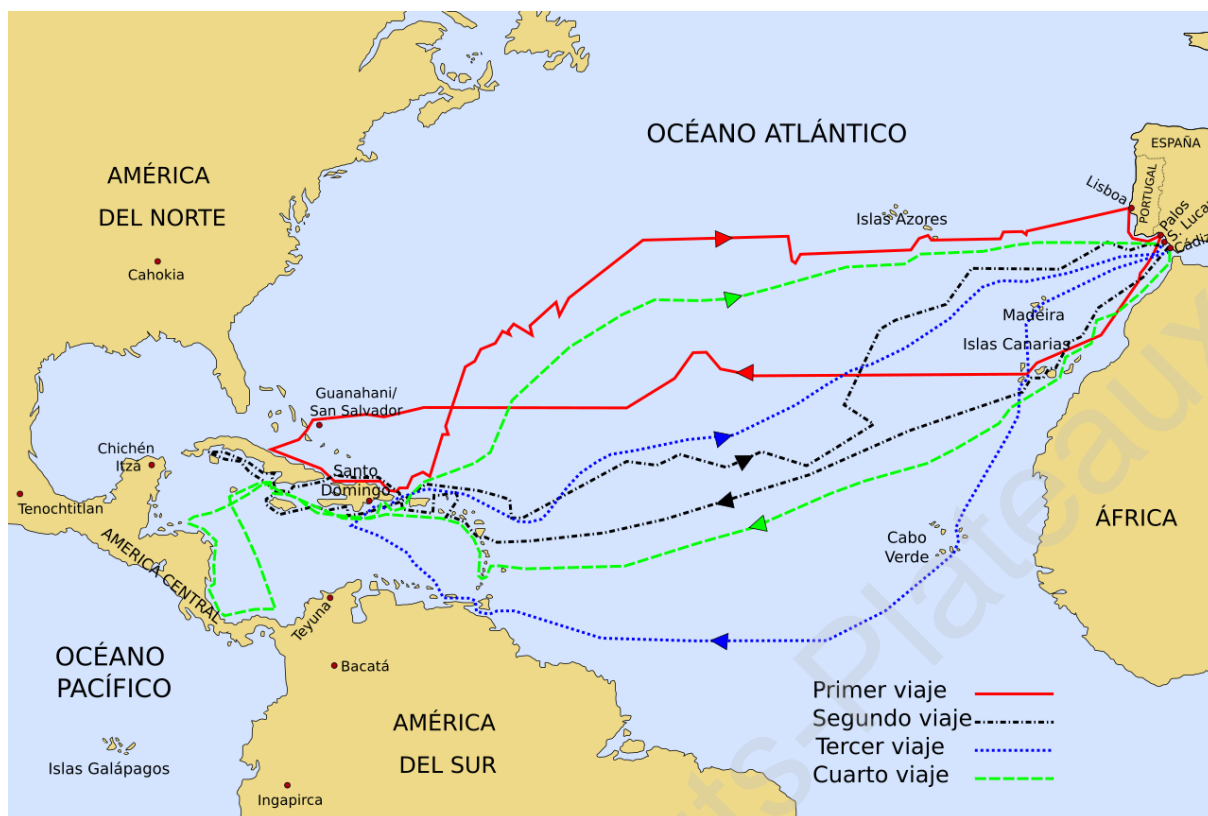 OCÉANO ATLÁNTICO
ESPAÑA
PORTUGAL
Lisboa
Palos
S. Lucar
Cádiz
AMÉRICA
DEL NORTE
Islas Azores
Cahokia
Madeira
Islas Canarias
Guanahani/
San Salvador
Chichén
Itzá
Santo
Domingo
Tenochtitlan
AMÉRICA CENTRAL
Cabo
Verde
ÁFRICA
Teyuna
OCÉANO
PACÍFICO
Bacatá
AMÉRICA
DEL SUR
Islas Galápagos
Ingapirca
Primer viaje
Segundo viaje
Tercer viaje
Cuarto viaje
ts-Plateaux